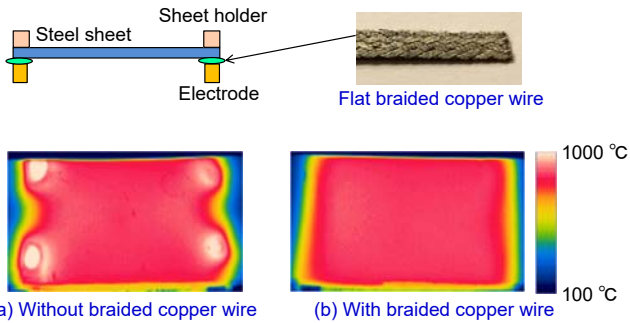 Sheet holder
Steel sheet
Electrode
Flat braided copper wire
1000 ℃
100 ℃
a) Without braided copper wire
(b) With braided copper wire